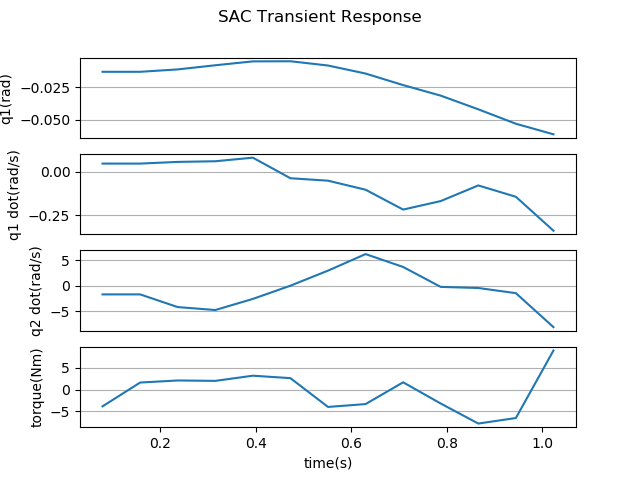 SAC Transient Response
q1(rad)
−0.025
−0.050
q1 dot(rad/s)
0.00
−0.25
q2 dot(rad/s)
5
0
−5
torque(Nm)
5
0
−5
0.2 0.4 0.6 0.8 1.0
time(s)